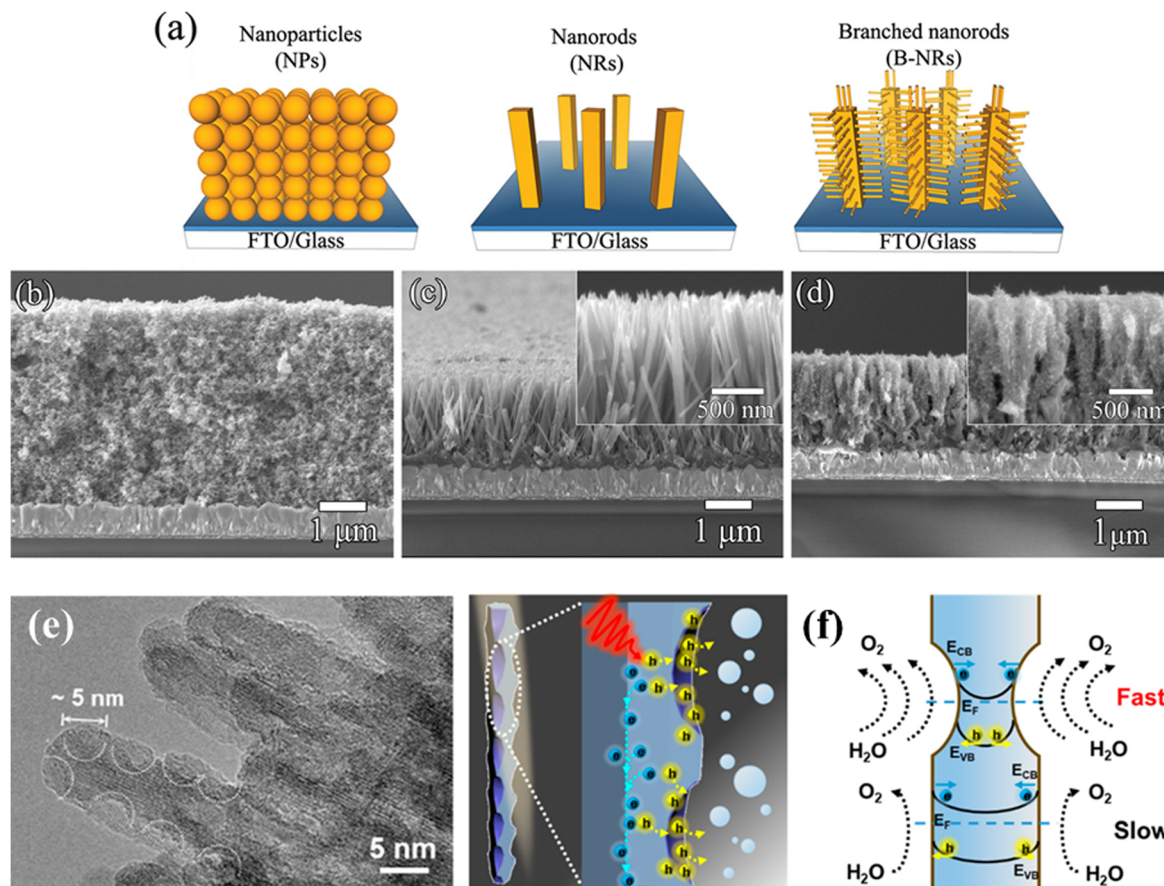 (a)
Nanoparticles
(NPs)
Nanorods
(NRs)
Branched nanorods
(B-NRs)
FTO/Glass
FTO/Glass
FTO/Glass
(b)
1 μm
(c)
500 nm
1 μm
(d)
500 nm
1μm
(e)
~ 5 nm
5 nm
h
h
h
h
h
h
h
h
h
h
h
h
h
h
e
e
e
e
e
e
e
e
e
e
(f)
O2
ECB
O2
e
e
EF
Fast
h
h
H2O
EVB
H2O
ECB
O2
e
e
O2
EF
Slow
h
h
H2O
EVB
H2O